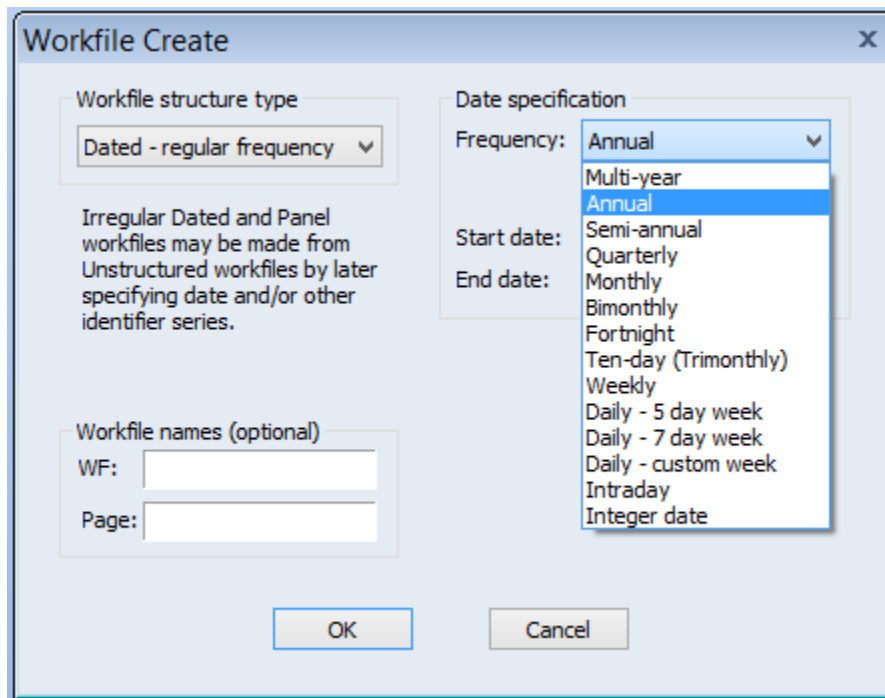 Workfile Create
x
Workfile structure type
Dated - regular frequency
Irregular Dated and Panel
workfiles may be made from
Unstructured workfiles by later
specifying date and/or other
identifier series.
Date specification
Frequency: Annual
Multi-year
Annual
Semi-annual
Quarterly
Monthly
Bimonthly
Fortnight
Ten-day (Trimonthly)
Weekly
Daily - 5 day week
Daily - 7 day week
Daily - custom week
Intraday
Integer date
Start date:
End date:
Workfile names (optional)
WF:
Page:
OK
Cancel